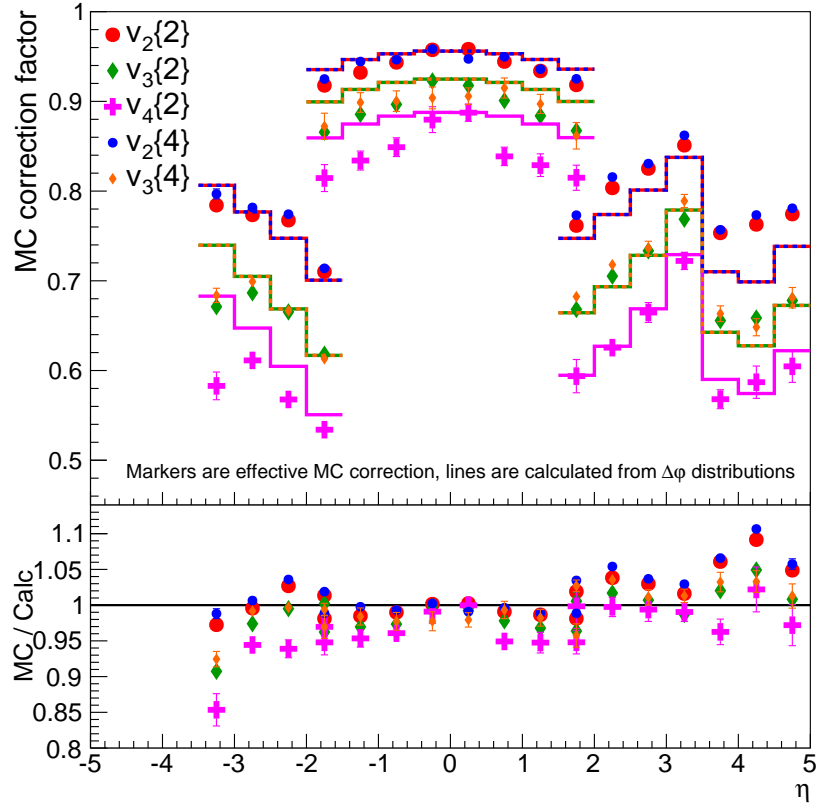 MC correction factor
1
0.9
0.8
0.7
0.6
0.5
v₂{2}
v₃{2}
v₄{2}
v₂{4}
v₃{4}
Markers are effective MC correction, lines are calculated from Δφ distributions
MC / Calc
1.1
1.05
1
0.95
0.9
0.85
0.8
-5 -4 -3 -2 -1 0 1 2 3 4 5
η